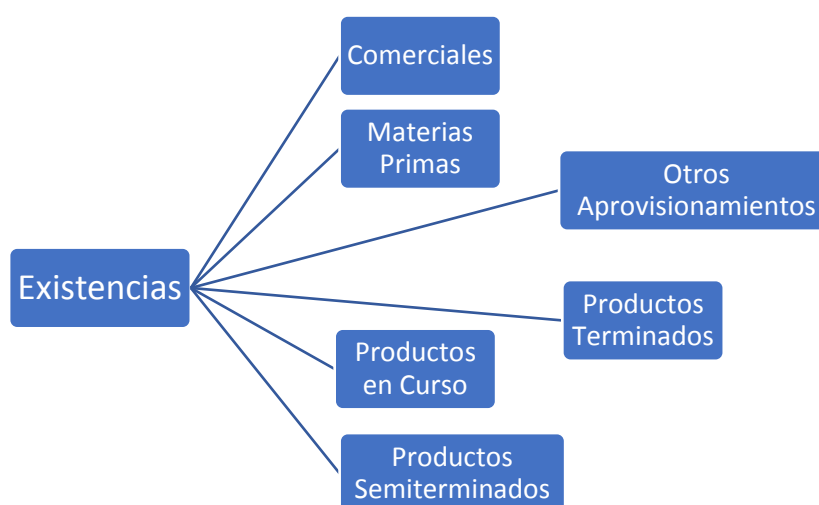 Comerciales
Materias
Primas
Otros
Aprovisionamientos
Existencias
Productos
Terminados
Productos
en Curso
Productos
Semiterminados